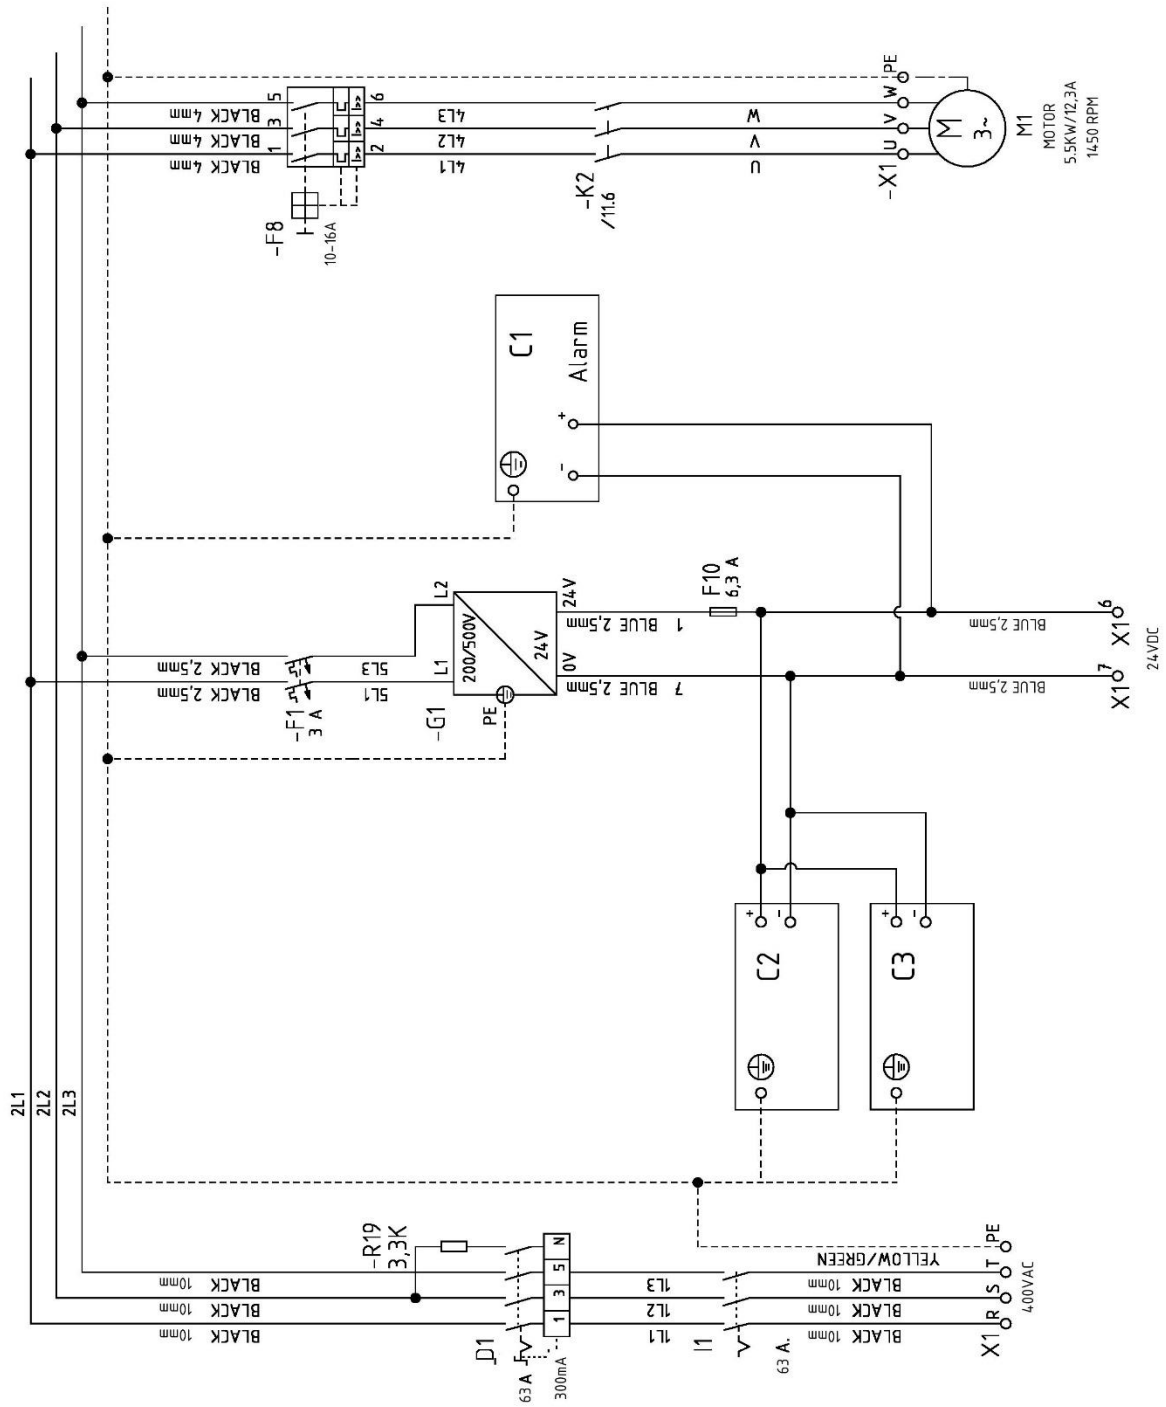 2L1
2L2
2L3
BLACK 4mm
BLACK 4mm
BLACK 4mm
1
3
5
-F8
10-16A
2
4
6
4L1
4L2
4L3
-K2
/11.6
U
V
W
-X1
U
V
W
PE
M
3~
M1
MOTOR
5.5KW/12,3A
1450 RPM
C1
Alarm
+
-
BLACK 2,5mm
BLACK 2,5mm
-F1
3 A
5L3
5L1
-G1
L1
L2
200/500V
24V
PE
0V
24V
BLUE 2,5mm
1
BLUE 2,5mm
7
F10
6,3 A
BLUE 2,5mm
BLUE 2,5mm
X1
6
X1
7
24VDC
C2
+
-
C3
+
-
-R19
3,3K
BLACK 10mm
BLACK 10mm
BLACK 10mm
D1
63 A
300mA
1
3
5
N
1L1
1L2
1L3
I1
63 A.
BLACK 10mm
BLACK 10mm
BLACK 10mm
YELLOW/GREEN
X1
R
S
T
PE
400VAC